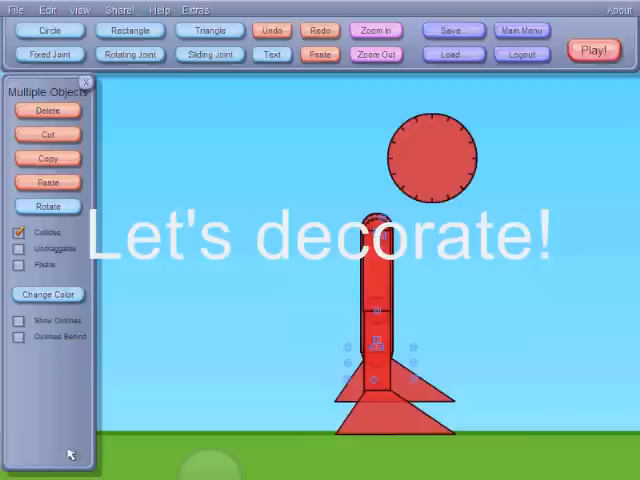 File Edit View Share! Help Extras About
Circle Rectangle Triangle Undo Redo Zoom In Save... Main Menu
Fixed Joint Rotating Joint Sliding Joint Text Paste Zoom Out Load... Logout
Play!
X
Multiple Objects
Delete
Cut
Copy
Paste
Rotate
Collides
Undraggable
Fixate
Change Color
Show Outlines
Outlines Behind
Let's decorate!